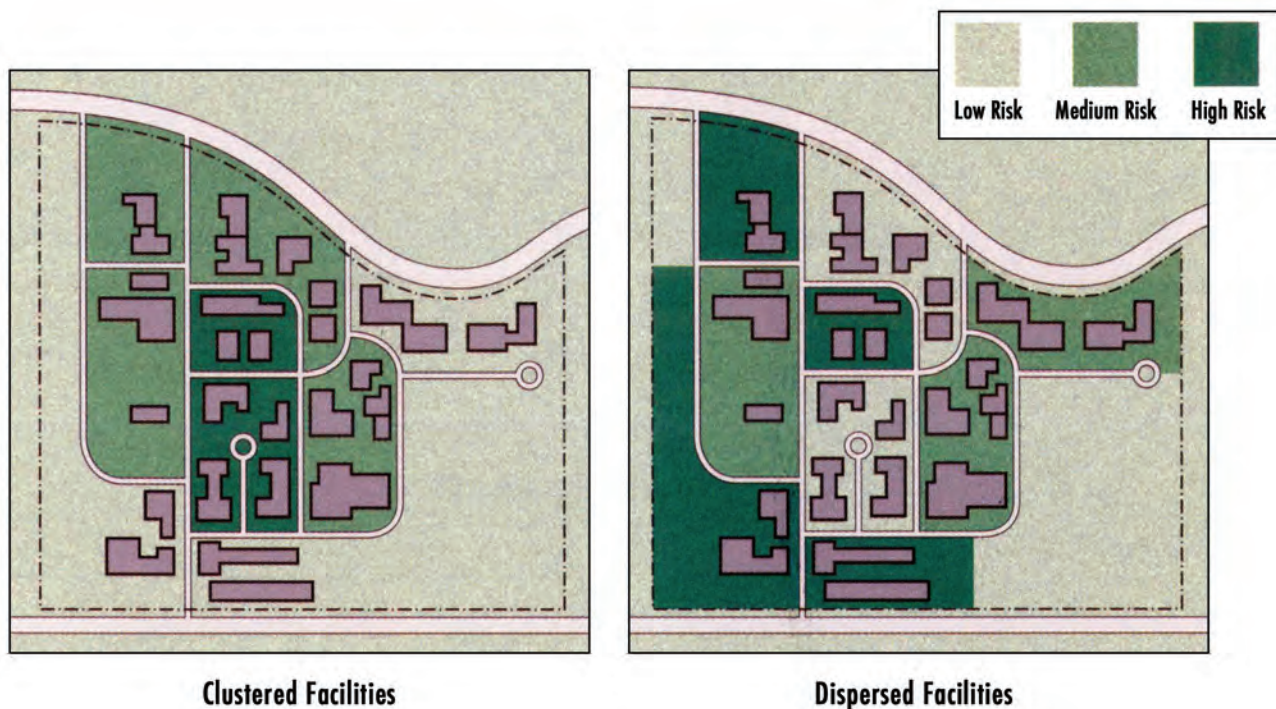 Low Risk
Medium Risk
High Risk
Clustered Facilities
Dispersed Facilities